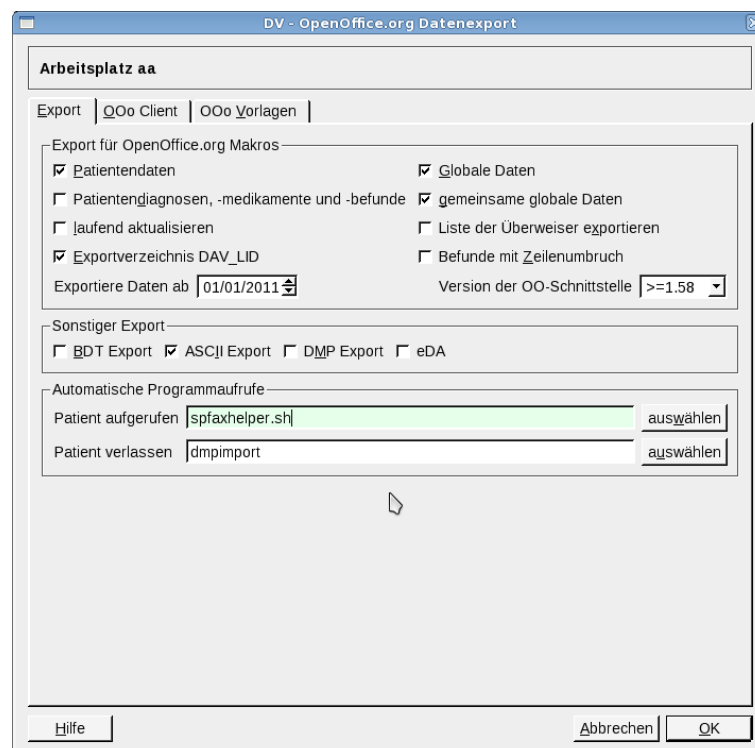 DV - OpenOffice.org Datenexport
Arbeitsplatz aa
Export OOo Client OOo Vorlagen
Export für OpenOffice.org Makros
Patientendaten Globale Daten
Patientendiagnosen, -medikamente und -befunde gemeinsame globale Daten
laufend aktualisieren Liste der Überweiser exportieren
Exportverzeichnis DAV_LID Befunde mit Zeilenumbruch
Exportiere Daten ab 01/01/2011 Version der OO-Schnittstelle >=1.58
Sonstiger Export
BDT Export ASCII Export DMP Export eDA
Automatische Programmaufrufe
Patient aufgerufen spfaxhelper.sh auswählen
Patient verlassen dmpimport auswählen
Hilfe Abbrechen OK